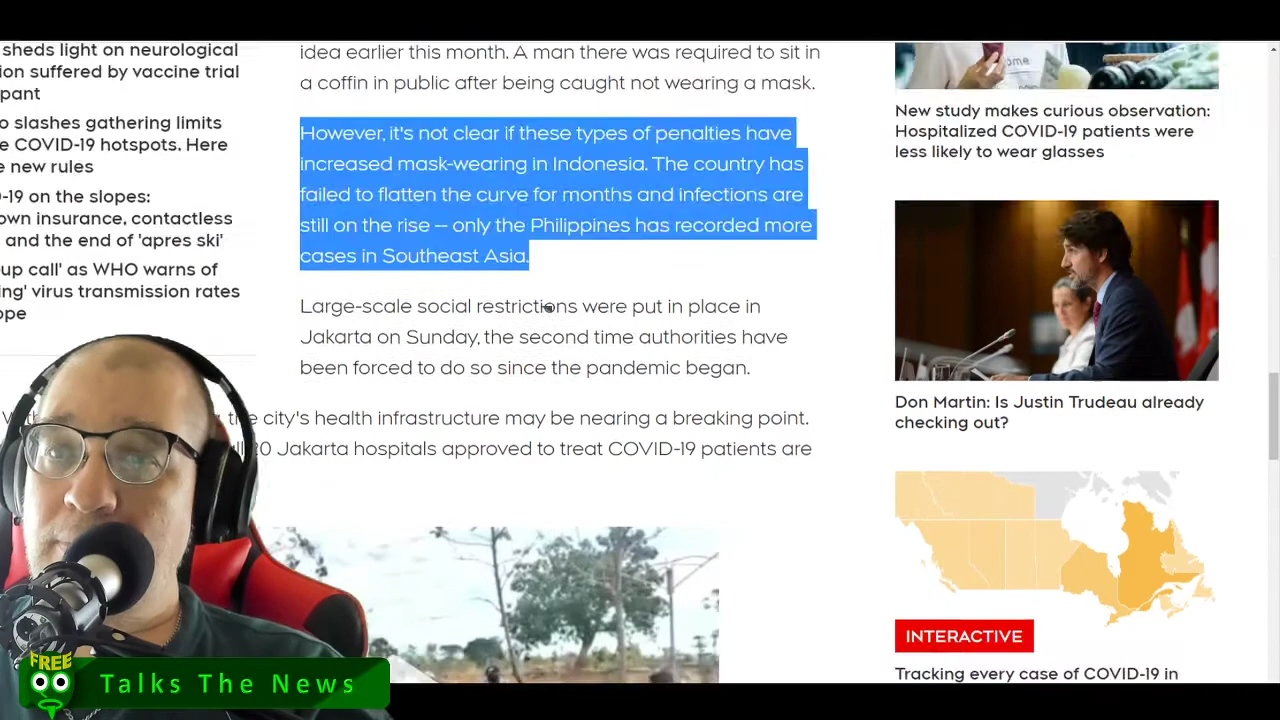 sheds light on neurological
ion suffered by vaccine trial
pant
o slashes gathering limits
e COVID-19 hotspots. Here
e new rules
-19 on the slopes:
own insurance, contactless
and the end of 'apres ski'
up call' as WHO warns of
ing' virus transmission rates
ope
idea earlier this month. A man there was required to sit in
a coffin in public after being caught not wearing a mask.
However, it's not clear if these types of penalties have
increased mask-wearing in Indonesia. The country has
failed to flatten the curve for months and infections are
still on the rise -- only the Philippines has recorded more
cases in Southeast Asia.
Large-scale social restrictions were put in place in
Jakarta on Sunday, the second time authorities have
been forced to do so since the pandemic began.
the city's health infrastructure may be nearing a breaking point.
20 Jakarta hospitals approved to treat COVID-19 patients are
New study makes curious observation:
Hospitalized COVID-19 patients were
less likely to wear glasses
Don Martin: Is Justin Trudeau already
checking out?
INTERACTIVE
Tracking every case of COVID-19 in
FREE
Talks The News